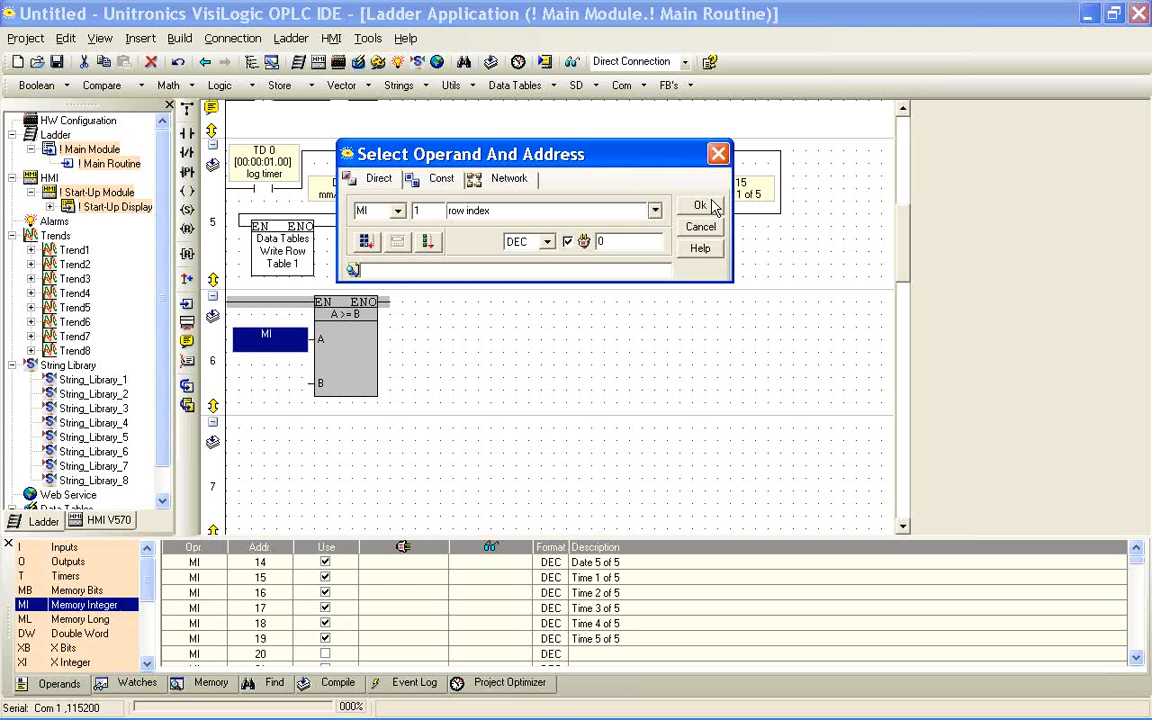 Untitled - Unitronics VisiLogic OPLC IDE - [Ladder Application (! Main Module.! Main Routine)]
Project Edit View Insert Build Connection Ladder HMI Tools Help
Direct Connection
Boolean Compare Math Logic Store Vector Strings Utils Data Tables SD Com FB's
HW Configuration
Ladder
! Main Module
! Main Routine
HMI
! Start-Up Module
! Start-Up Display
Alarms
Trends
Trend1
Trend2
Trend3
Trend4
Trend5
Trend6
Trend7
Trend8
String Library
String_Library_1
String_Library_2
String_Library_3
String_Library_4
String_Library_5
String_Library_6
String_Library_7
String_Library_8
Web Service
Ladder HMI V570
TD 0
[00:00:01.00]
log timer
D
mm/
15
1 of 5
5
EN ENO
Data Tables
Write Row
Table 1
Select Operand And Address
Direct Const Network
MI 1 row index
DEC 0
Ok
Cancel
Help
EN ENO
A >= B
MI
A
6
B
7
Opr. Addr. Use Format Description
I Inputs
O Outputs
T Timers
MB Memory Bits
MI Memory Integer
ML Memory Long
DW Double Word
XB X Bits
XI X Integer
MI 14 DEC Date 5 of 5
MI 15 DEC Time 1 of 5
MI 16 DEC Time 2 of 5
MI 17 DEC Time 3 of 5
MI 18 DEC Time 4 of 5
MI 19 DEC Time 5 of 5
MI 20 DEC
Operands Watches Memory Find Compile Event Log Project Optimizer
Serial: Com 1 ,115200 000%